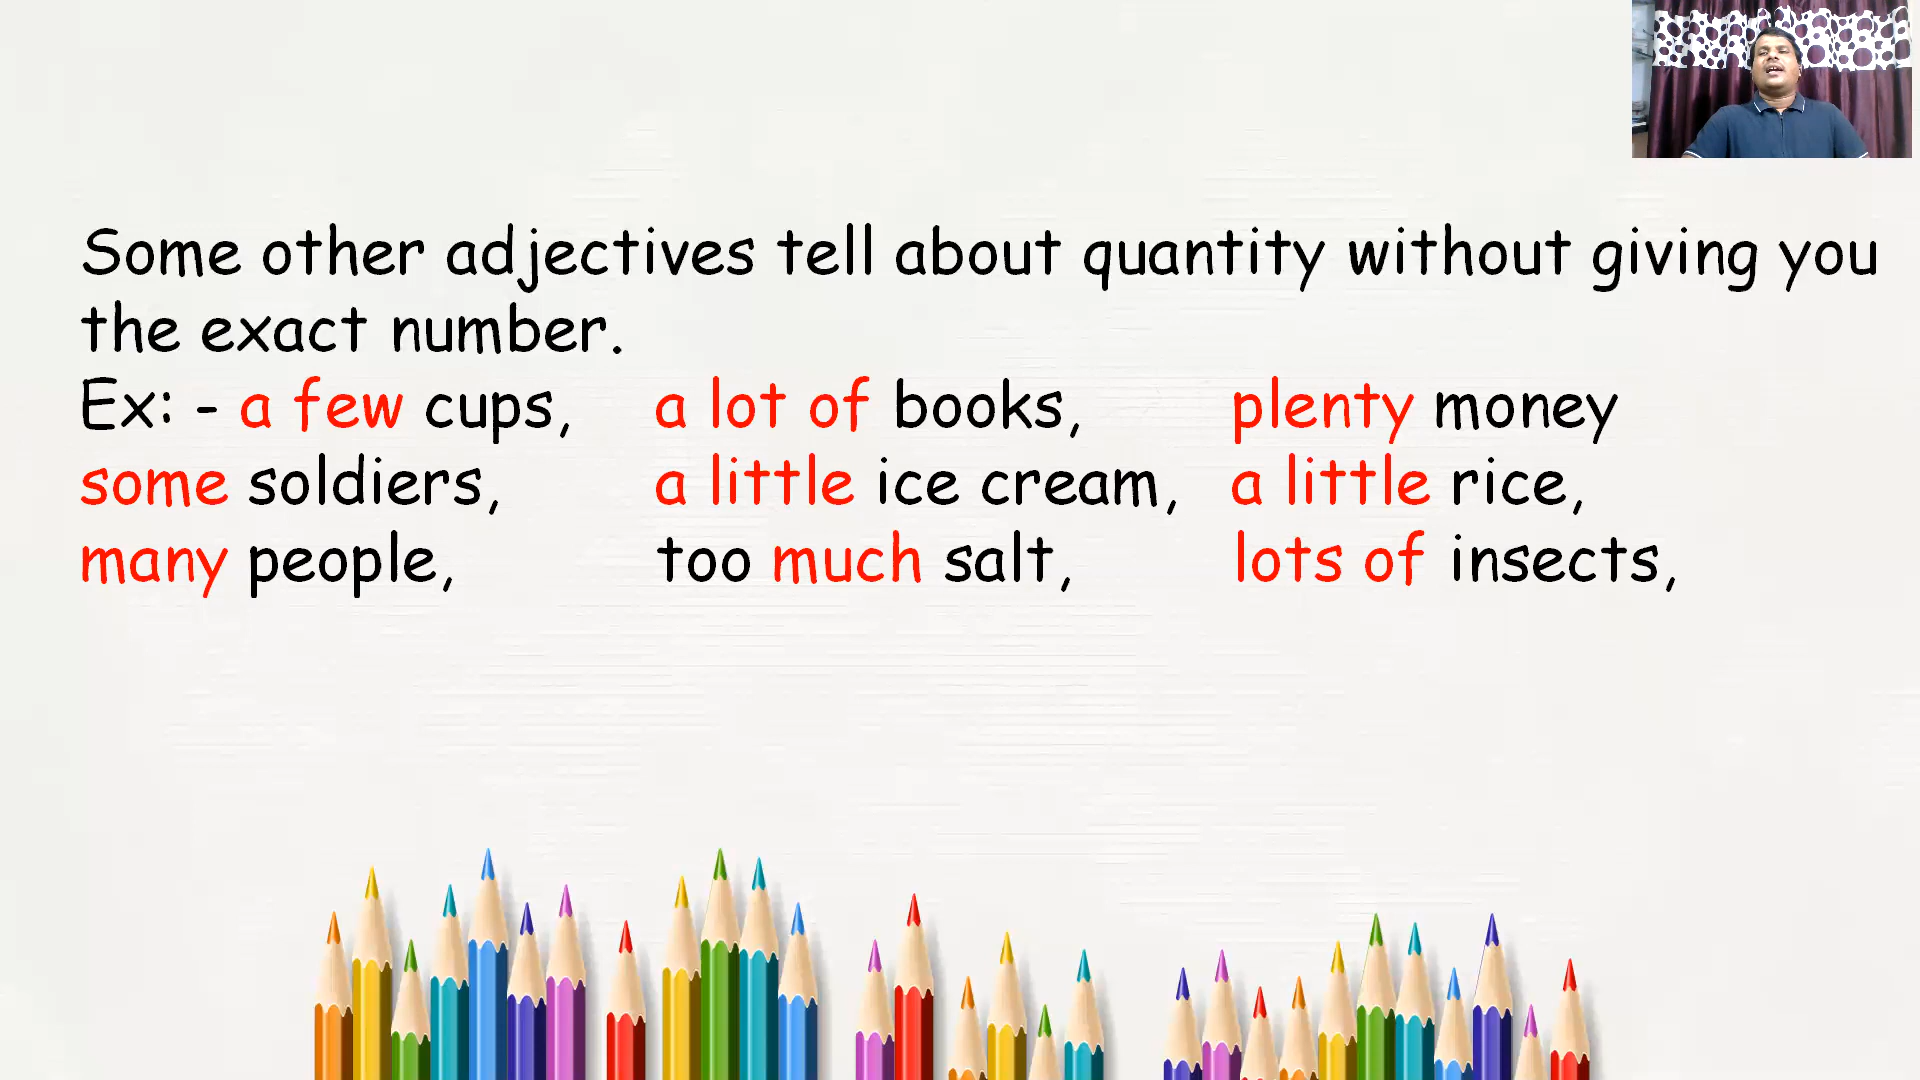 Some other adjectives tell about quantity without giving you
the exact number.
Ex: - a few cups, a lot of books, plenty money
some soldiers, a little ice cream, a little rice,
many people, too much salt, lots of insects,